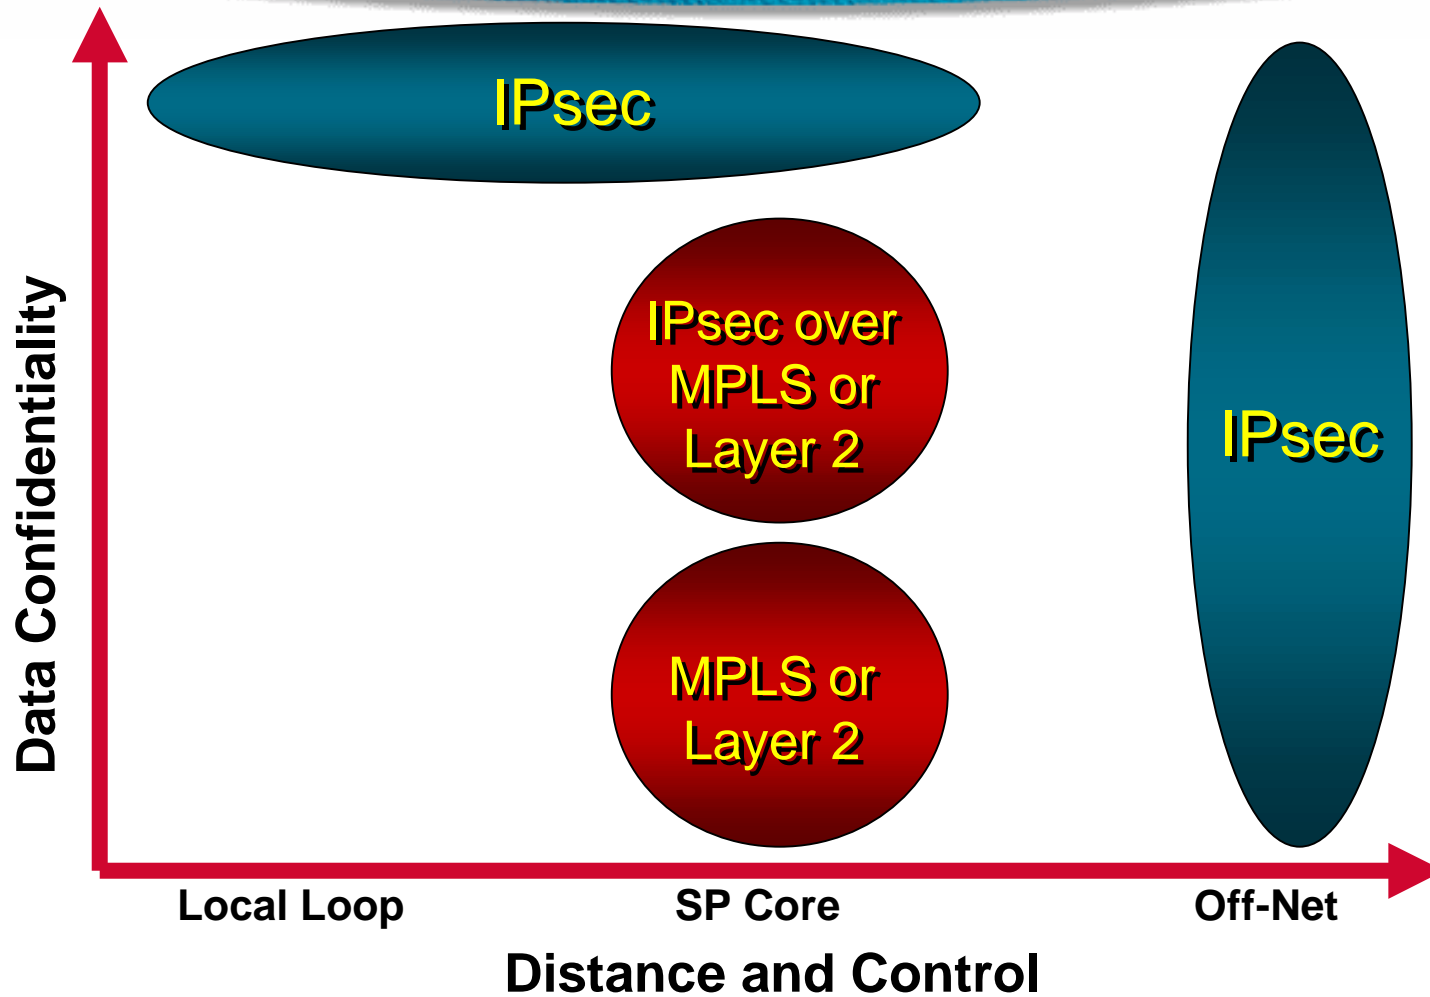 IPsec
IPsec over
MPLS or
Layer 2
IPsec
MPLS or
Layer 2
Data Confidentiality
Local Loop
SP Core
Off-Net
Distance and Control